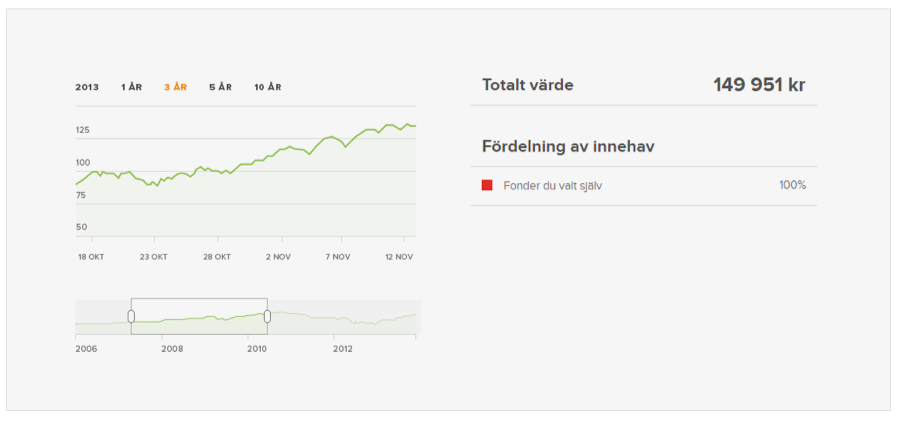 2013 1 ÅR 3 ÅR 5 ÅR 10 ÅR
125
100
75
50
18 OKT 23 OKT 28 OKT 2 NOV 7 NOV 12 NOV
2006 2008 2010 2012
Totalt värde 149 951 kr
Fördelning av innehav
Fonder du valt själv 100%